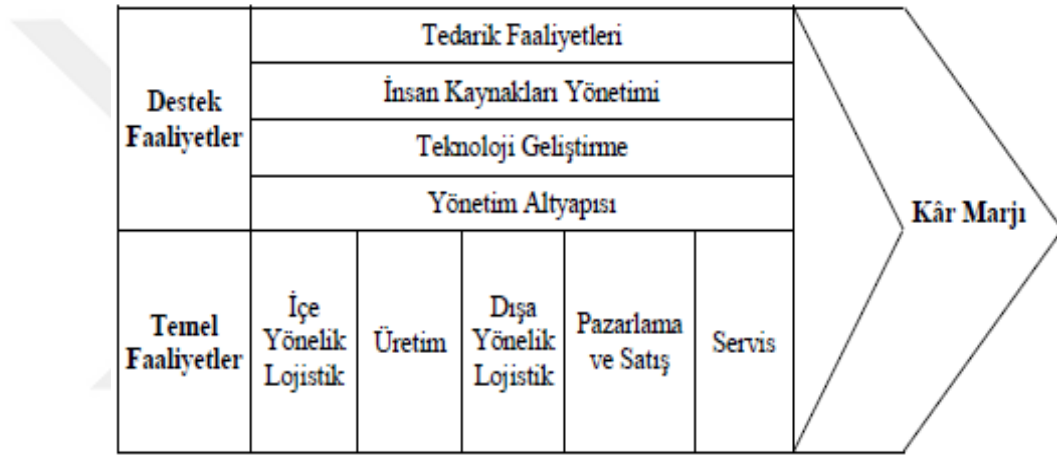 Destek
Faaliyetler
Tedarik Faaliyetleri
İnsan Kaynakları Yönetimi
Teknoloji Geliştirme
Yönetim Altyapısı
Kâr Marjı
Temel
Faaliyetler
İçe
Yönelik
Lojistik
Üretim
Dışa
Yönelik
Lojistik
Pazarlama
ve Satış
Servis